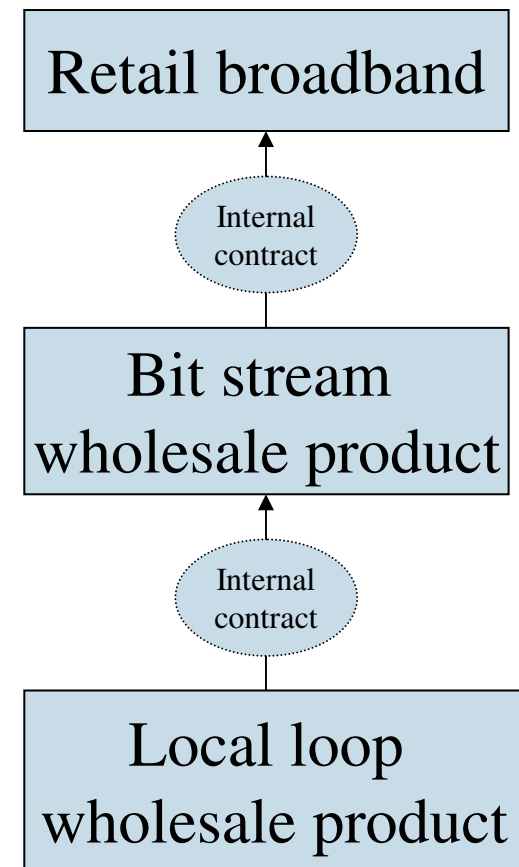 Retail broadband
Internal
contract
Bit stream
wholesale product
Internal
contract
Local loop
wholesale product